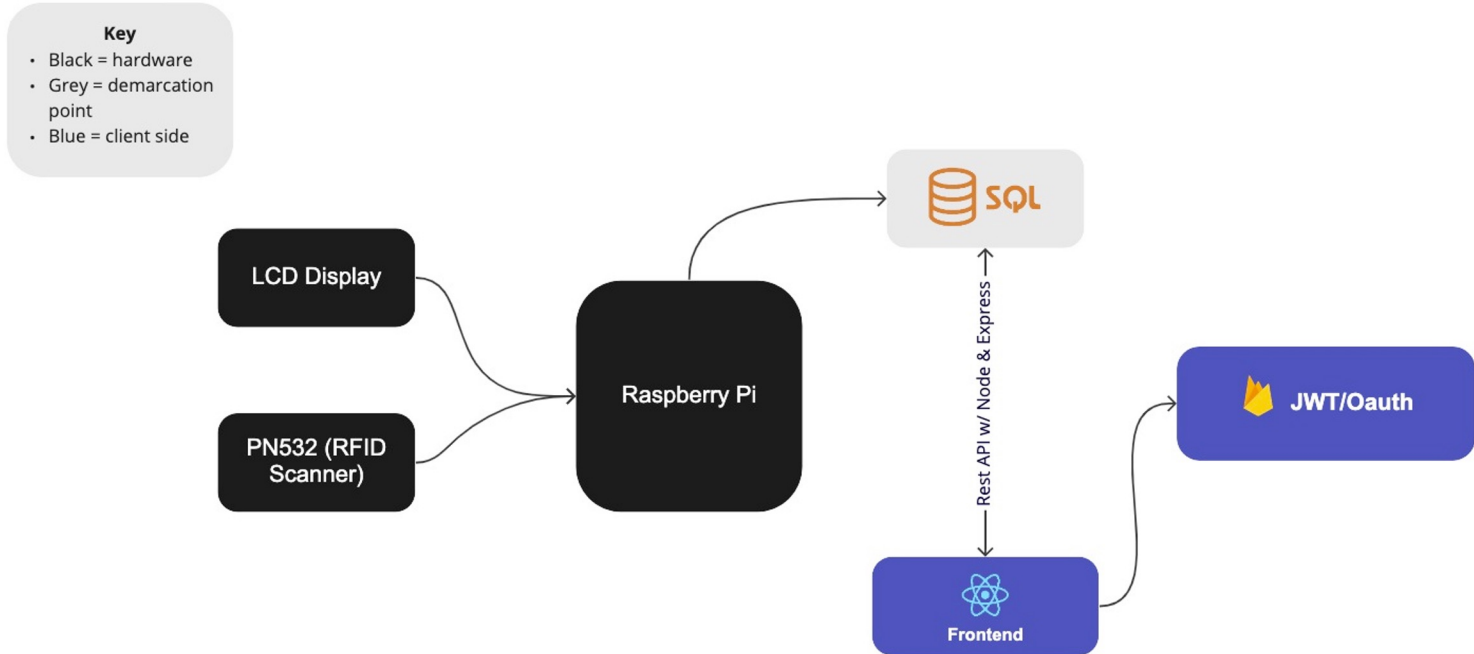 Key
• Black = hardware
• Grey = demarcation
point
• Blue = client side
SQL
LCD Display
Rest API w/ Node & Express
Raspberry Pi
JWT/Oauth
PN532 (RFID
Scanner)
Frontend